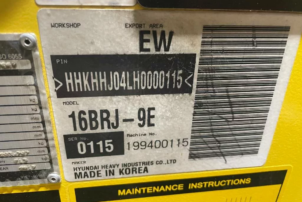 WORKSHOP EXPORT AREA
EW
PIN
>HHKHHJ04LH0000115<
MODEL
16BRJ-9E
Machine No.
0115 199400115
HYUNDAI HEAVY INDUSTRIES CO.,LTD
MADE IN KOREA
MAINTENANCE INSTRUCTIONS